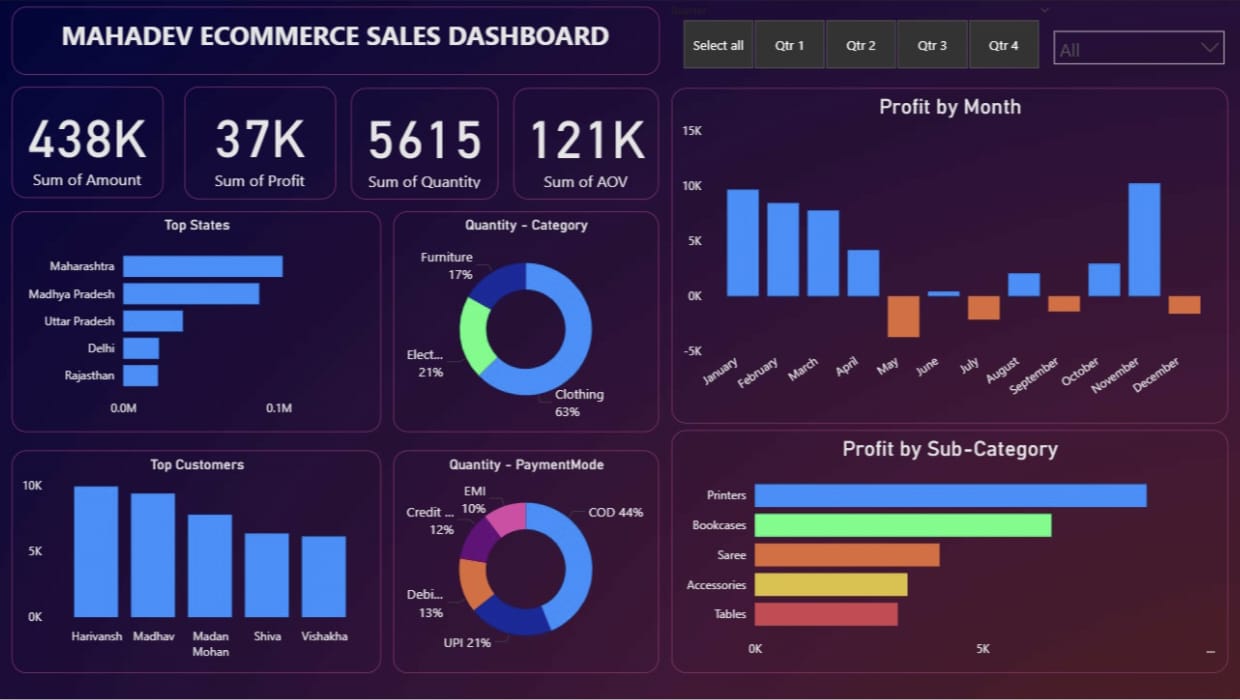 MAHADEV ECOMMERCE SALES DASHBOARD
Select all
Qtr 1
Qtr 2
Qtr 3
Qtr 4
All
438K
Sum of Amount
37K
Sum of Profit
5615
Sum of Quantity
121K
Sum of AOV
Top States
Maharashtra
Madhya Pradesh
Uttar Pradesh
Delhi
Rajasthan
0.0M
0.1M
Quantity - Category
Furniture
17%
Elect...
21%
Clothing
63%
Profit by Month
15K
10K
5K
0K
-5K
January
February
March
April
May
June
July
August
September
October
November
December
Top Customers
10K
5K
0K
Harivansh
Madhav
Madan
Mohan
Shiva
Vishakha
Quantity - PaymentMode
EMI
10%
Credit ...
12%
COD 44%
Debi...
13%
UPI 21%
Profit by Sub-Category
Printers
Bookcases
Saree
Accessories
Tables
0K
5K
...